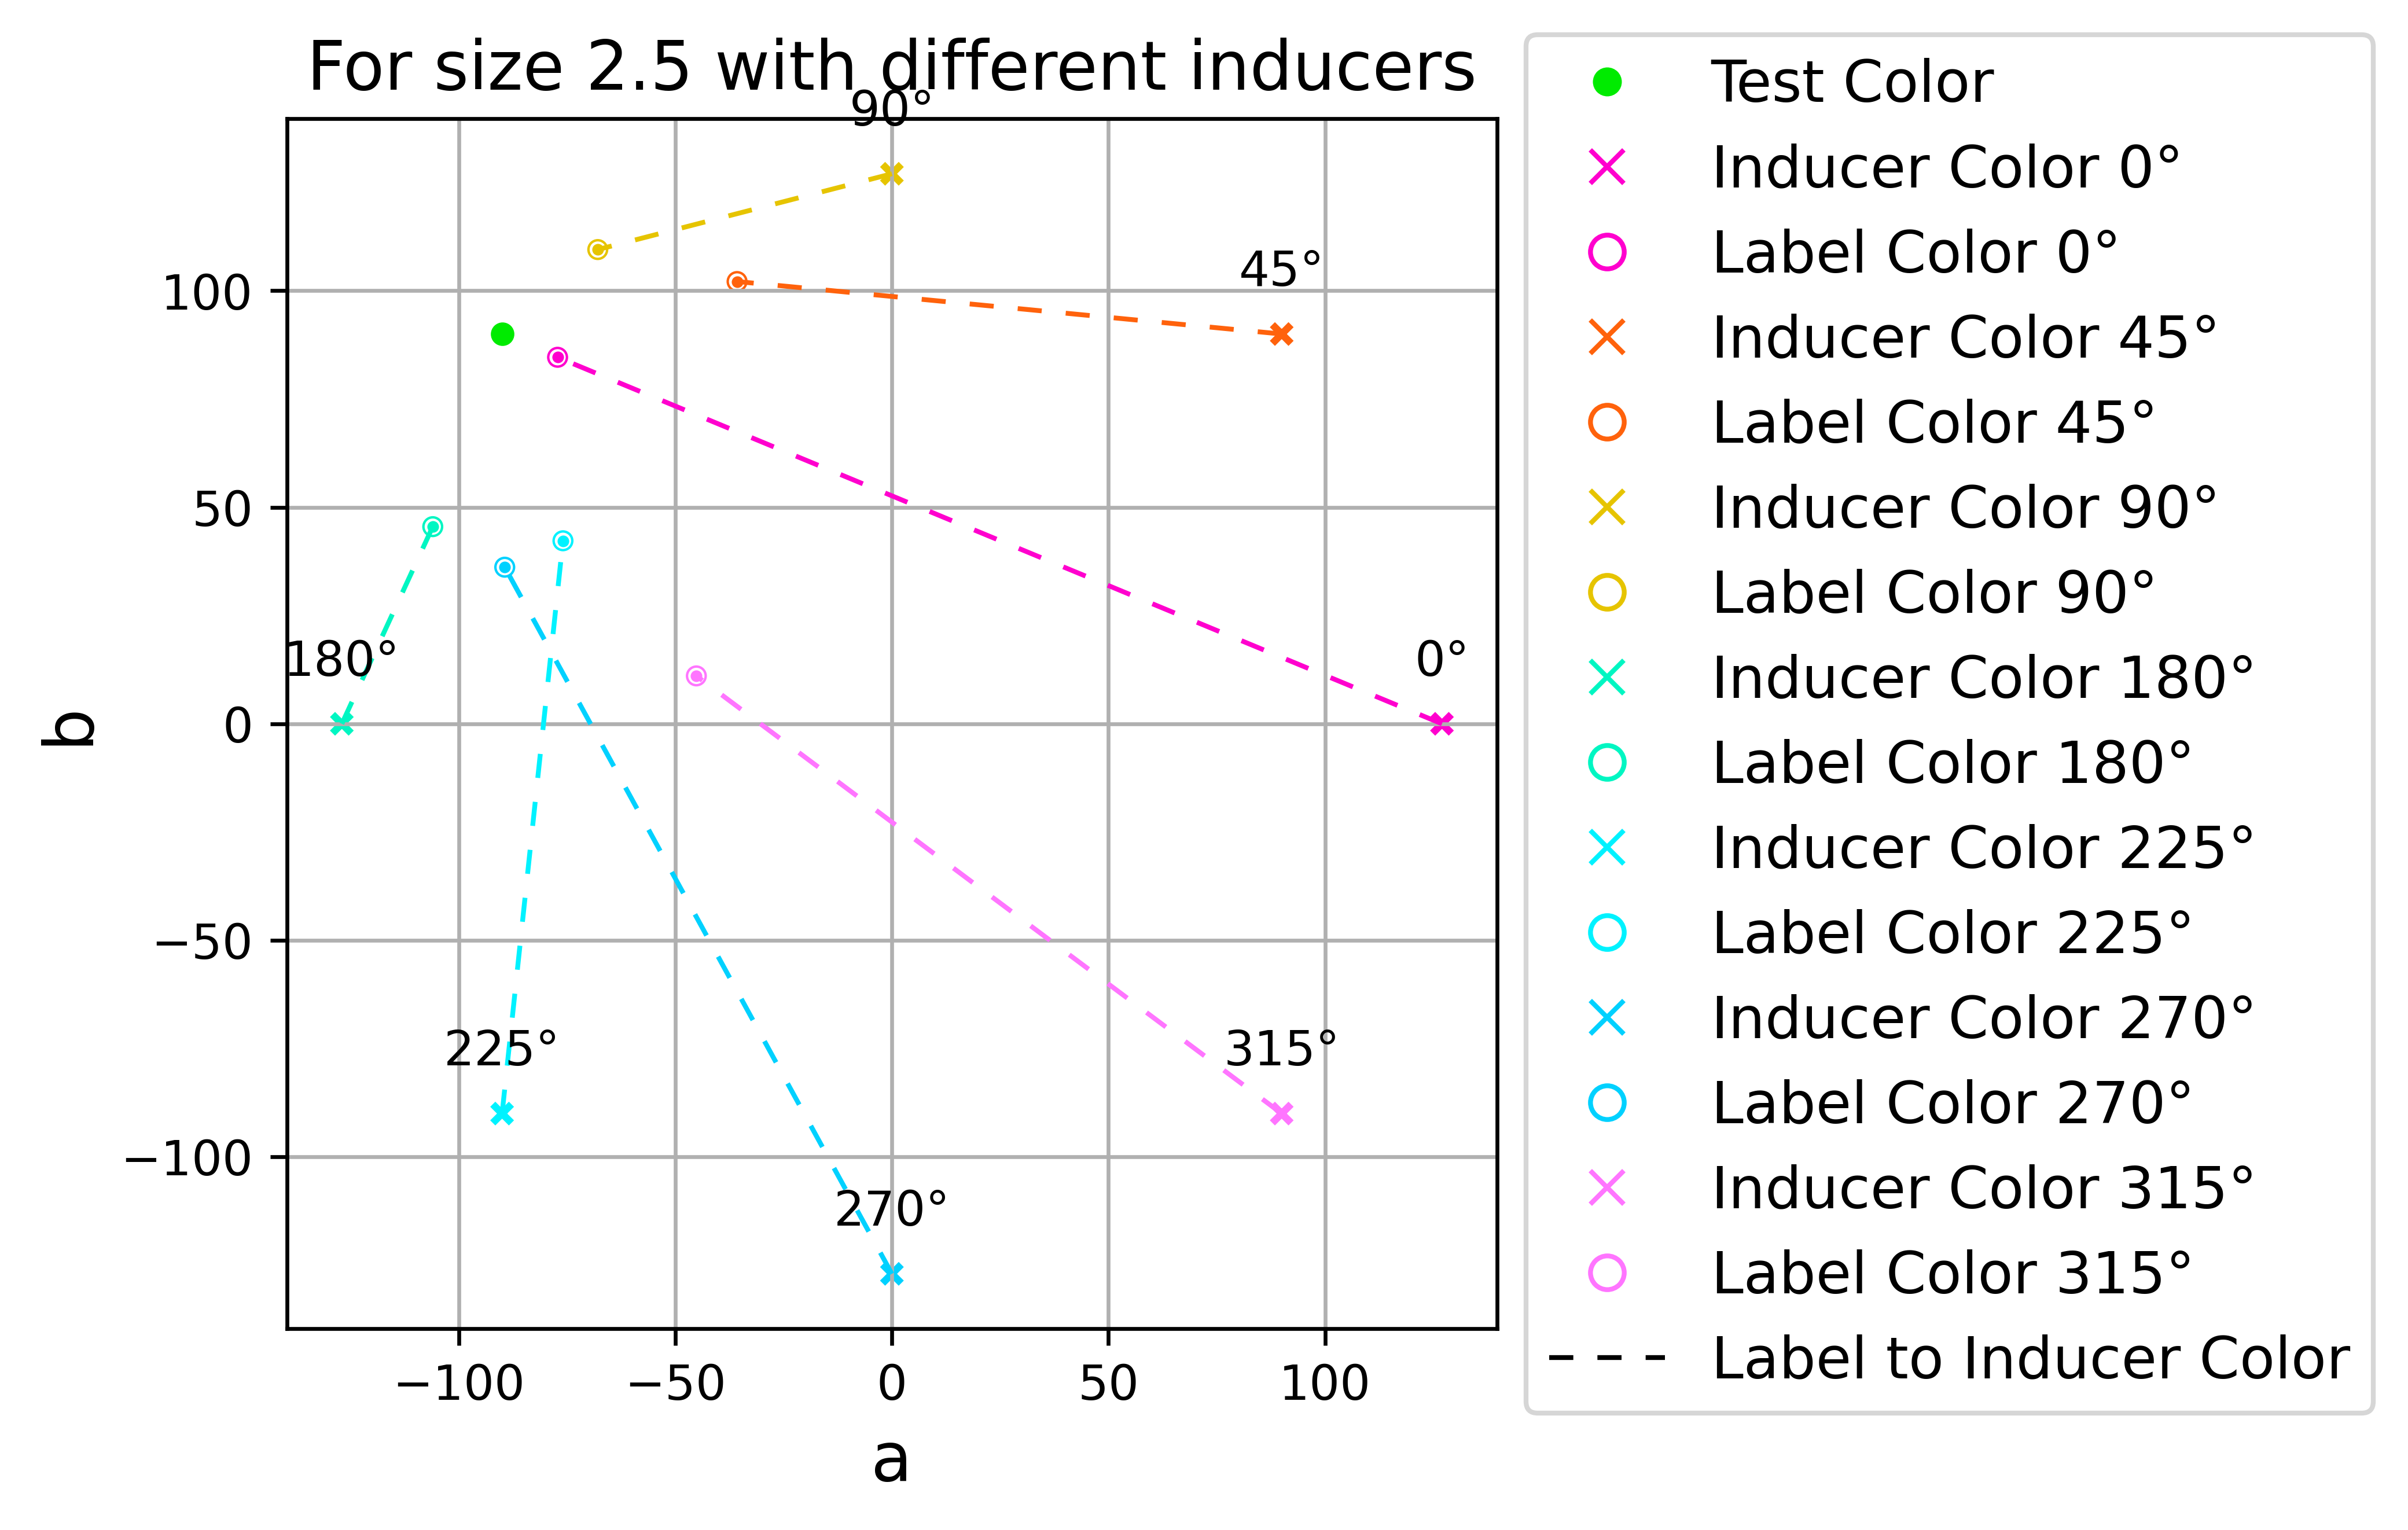 For size 2.5 with different inducers
90°
45°
180°
0°
225°
315°
270°
100
50
0
−50
−100
b
−100
−50
0
50
100
a
Test Color
Inducer Color 0°
Label Color 0°
Inducer Color 45°
Label Color 45°
Inducer Color 90°
Label Color 90°
Inducer Color 180°
Label Color 180°
Inducer Color 225°
Label Color 225°
Inducer Color 270°
Label Color 270°
Inducer Color 315°
Label Color 315°
Label to Inducer Color